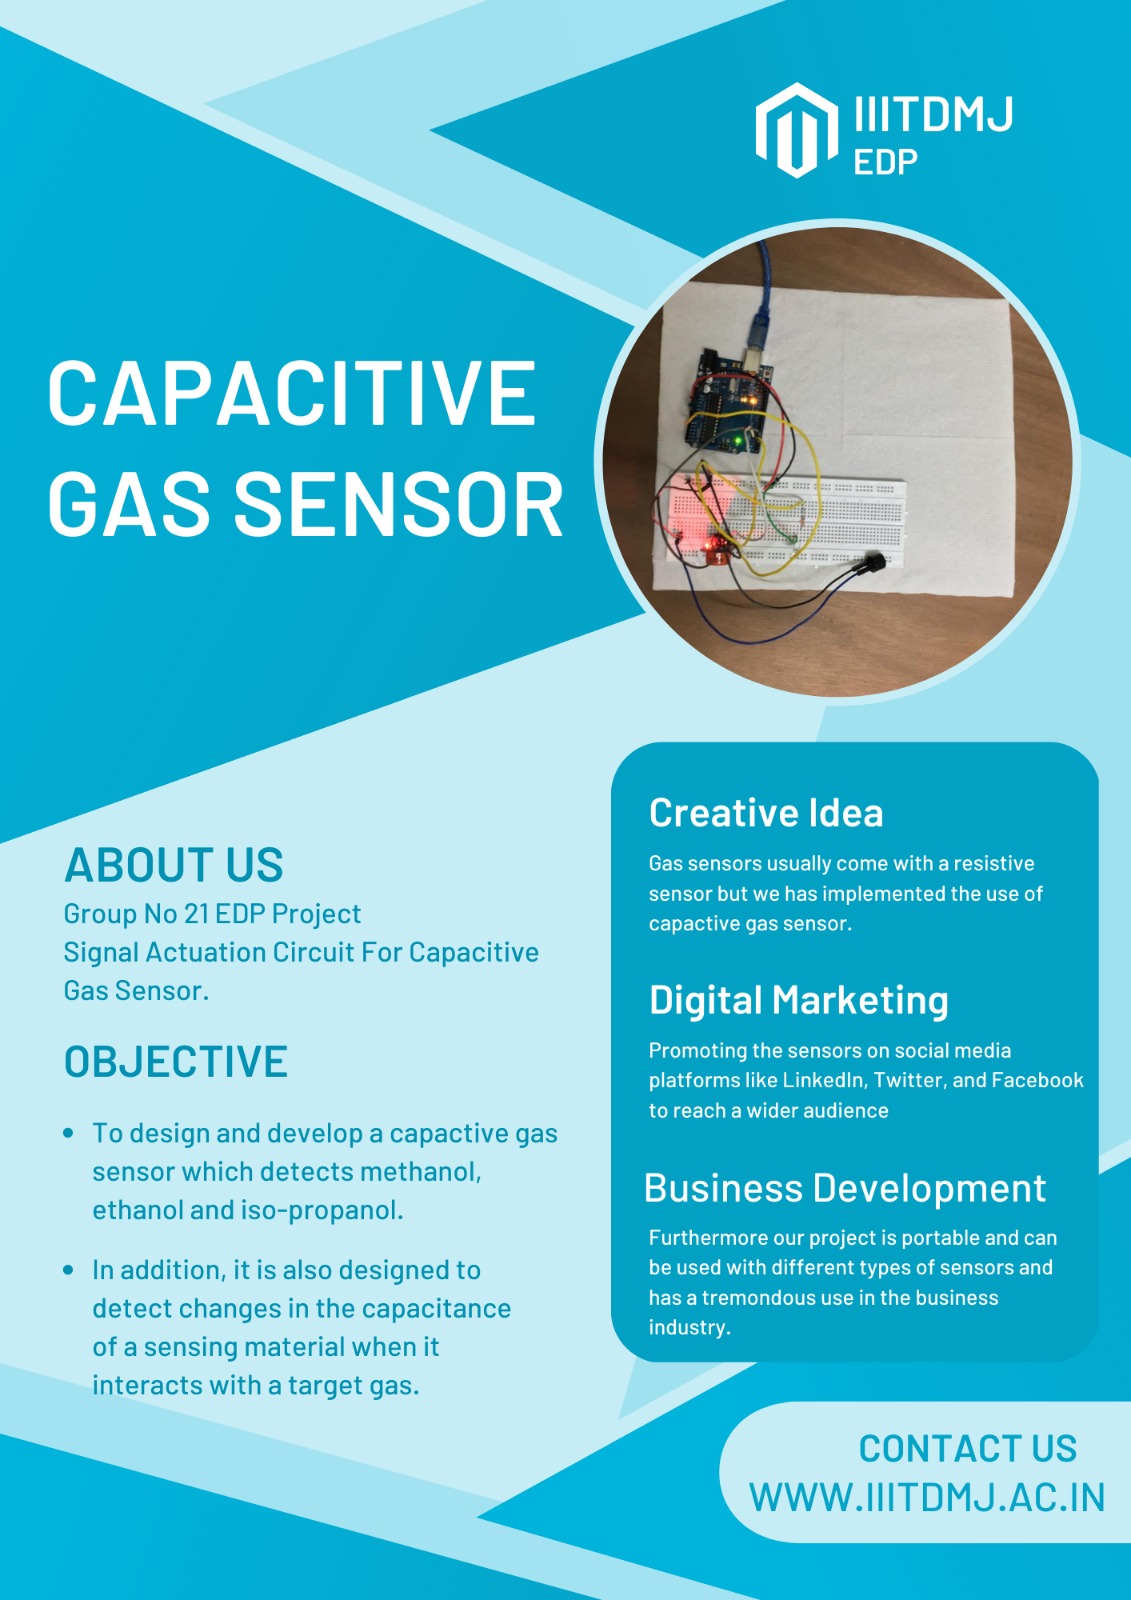 IIITDMJ
EDP
CAPACITIVE
GAS SENSOR
ABOUT US
Group No 21 EDP Project
Signal Actuation Circuit For Capacitive
Gas Sensor.
OBJECTIVE
• To design and develop a capactive gas
sensor which detects methanol,
ethanol and iso-propanol.
• In addition, it is also designed to
detect changes in the capacitance
of a sensing material when it
interacts with a target gas.
Creative Idea
Gas sensors usually come with a resistive
sensor but we has implemented the use of
capactive gas sensor.
Digital Marketing
Promoting the sensors on social media
platforms like LinkedIn, Twitter, and Facebook
to reach a wider audience
Business Development
Furthermore our project is portable and can
be used with different types of sensors and
has a tremondous use in the business
industry.
CONTACT US
WWW.IIITDMJ.AC.IN